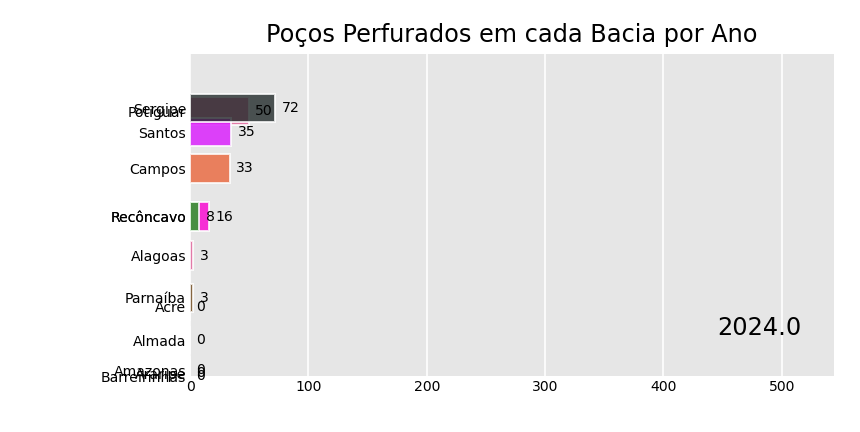 Poços Perfurados em cada Bacia por Ano
Sergipe 72
Potiguar 50
Santos 35
Campos 33
Recôncavo 8 16
Alagoas 3
Parnaíba 3
Acre 0
Almada 0
Amazonas 0
Araripe 0
Barreirinhas 0
2024.0
0 100 200 300 400 500